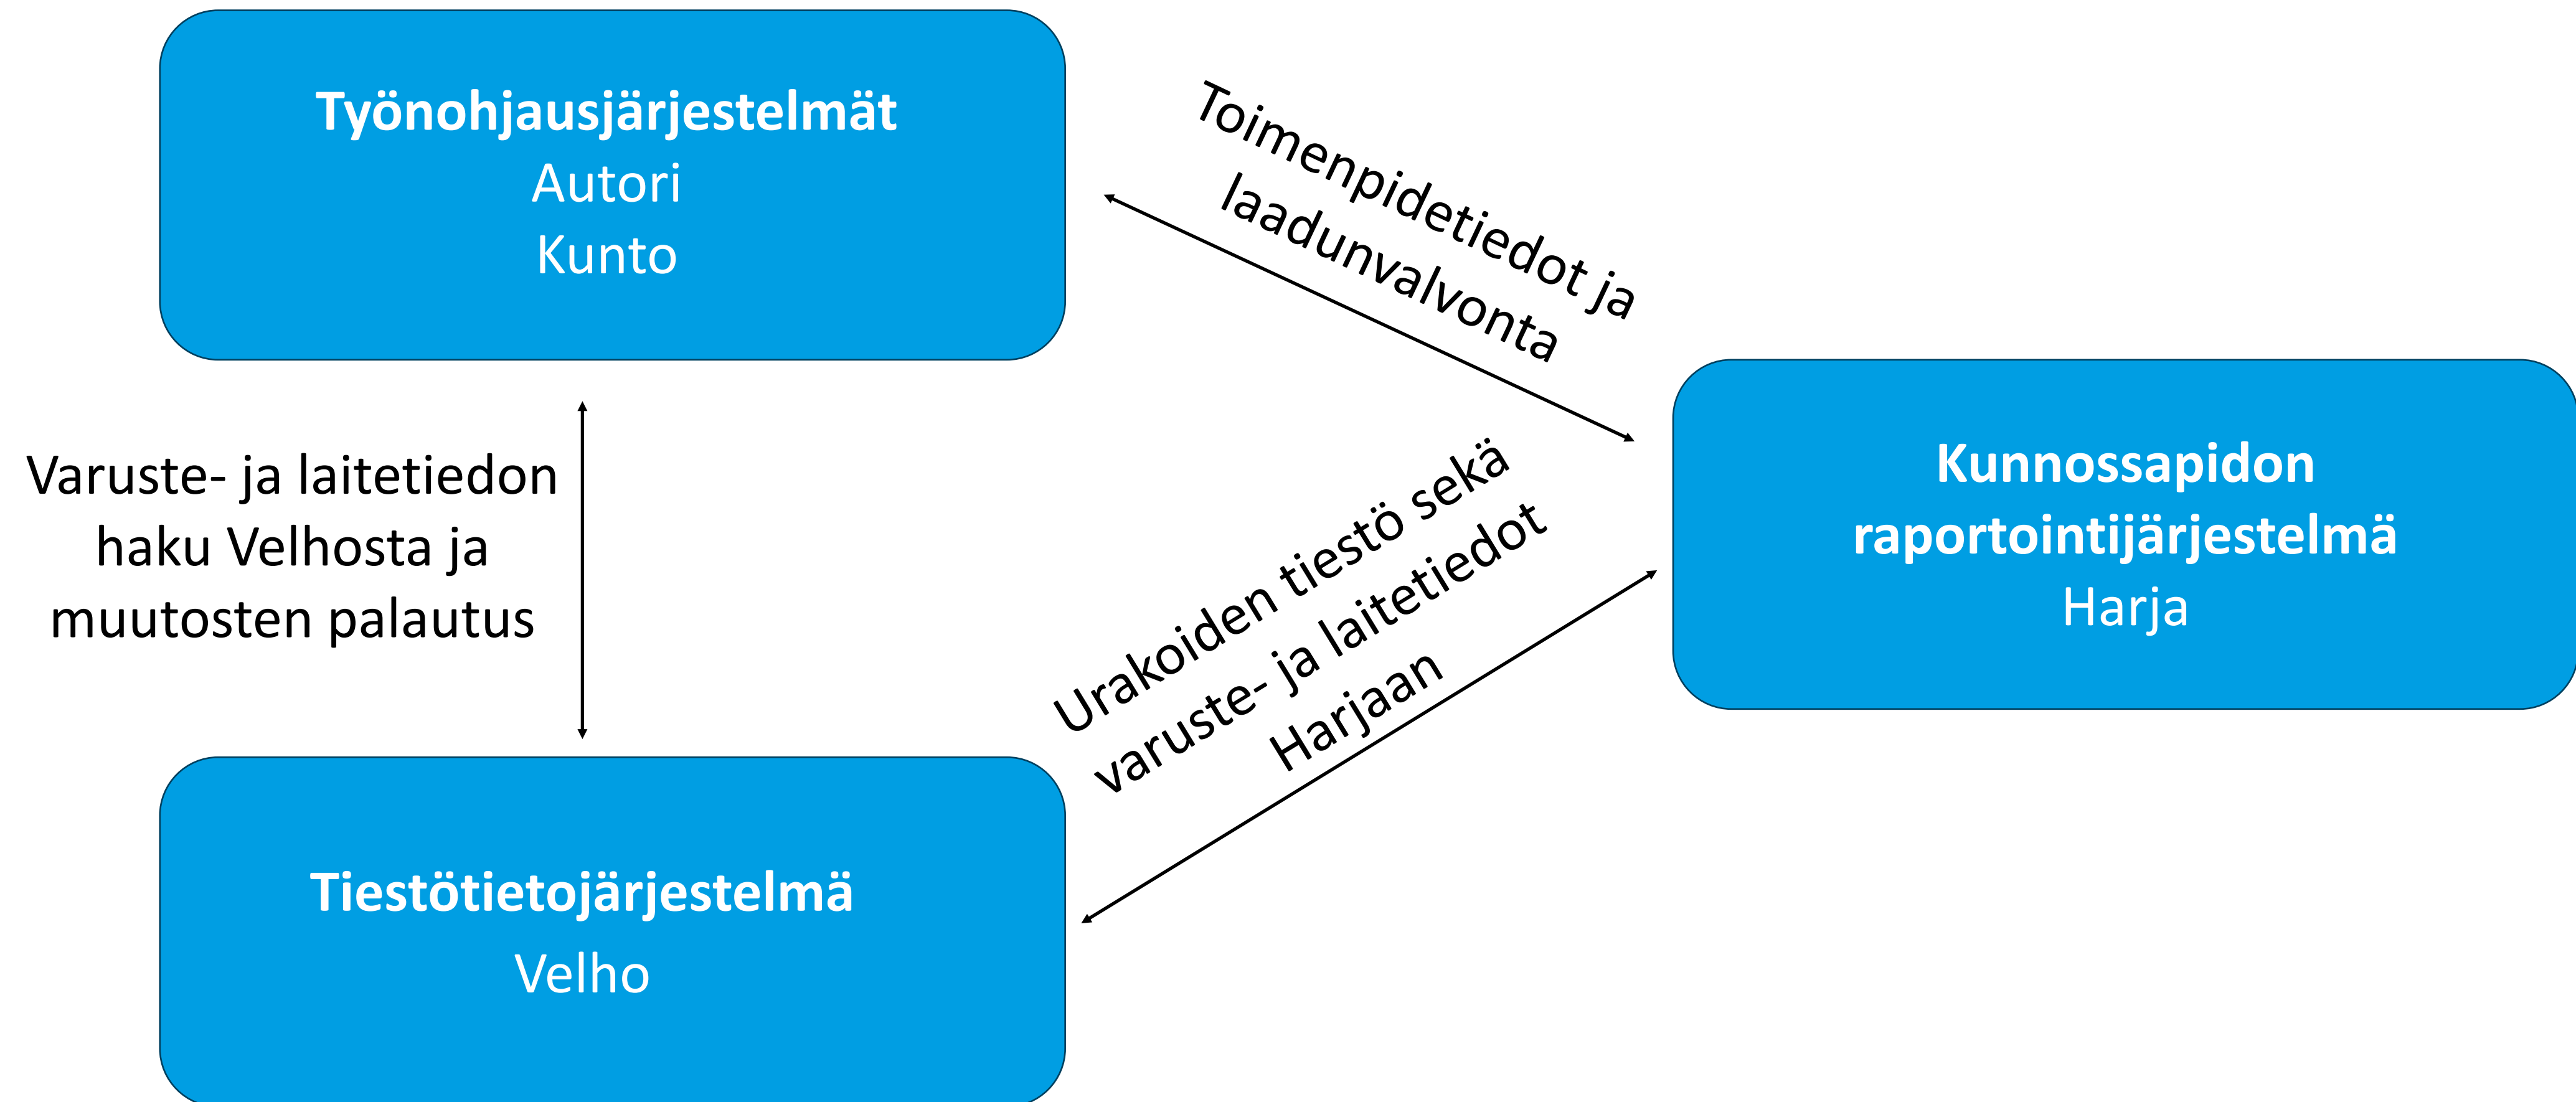 Työnohjausjärjestelmät
Autori
Kunto
Toimenpidetiedot ja
laadunvalvonta
Varuste- ja laitetiedon
haku Velhosta ja
muutosten palautus
Urakoiden tiestö sekä
varuste- ja laitetiedot
Harjaan
Kunnossapidon
raportointijärjestelmä
Harja
Tiestötietojärjestelmä
Velho